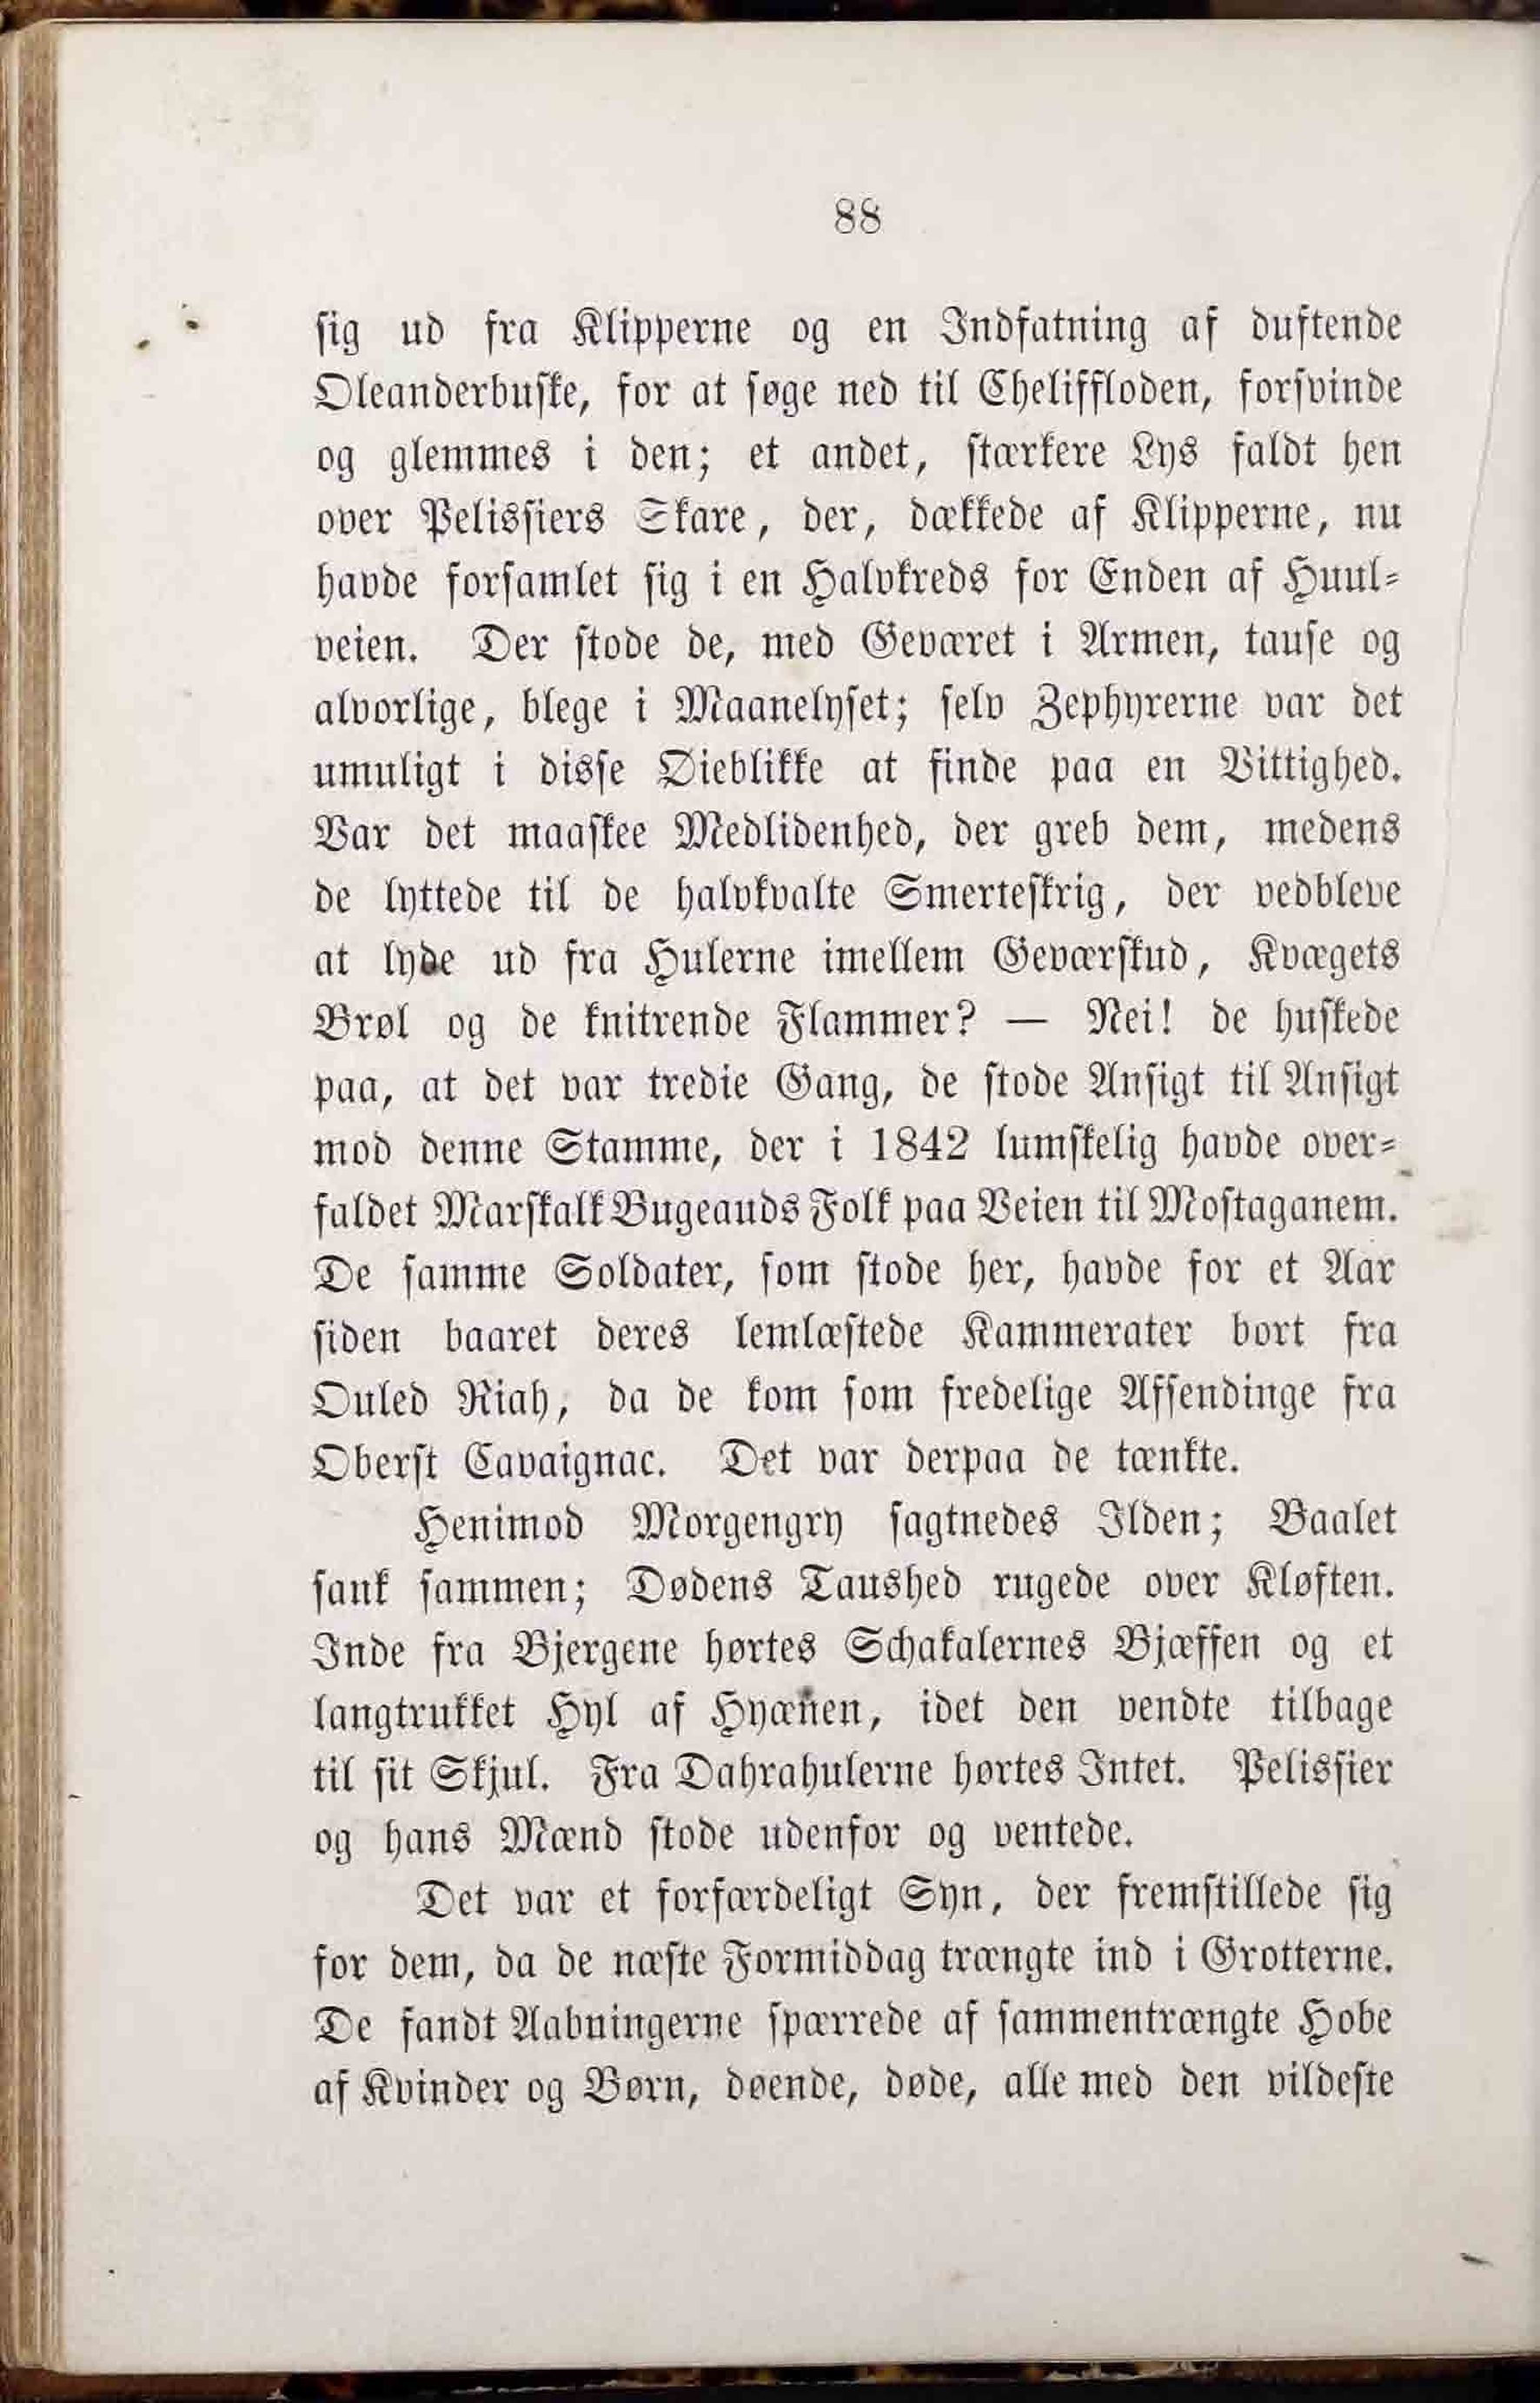 88
sig ud fra Klipperne og en Indfatning af duftende
Oleanderbuske, for at søge ned til Cheliffloden, forsvinde
og glemmes i den; et andet, stærkere Lys faldt hen
over Pelissiers Skare, der, dækkede af Klipperne, nu
havde forsamlet sig i en Halvkreds for Enden af Huul-
veien. Der stode de, med Geværet i Armen, tause og
alvorlige, blege i Maanelyset; selv Zephyrerne var det
umuligt i disse Øieblikke at finde paa en Vittighed.
Var det maaskee Medlidenhed, der greb dem, medens
de lyttede til de halvkvalte Smerteskrig, der vedbleve
at lyde ud fra Hulerne imellem Geværskud, Kvægets
Brøl og de knitrende Flammer? — Nei! de huskede
paa, at det var tredie Gang, de stode Ansigt til Ansigt
mod denne Stamme, der i 1842 lumskelig havde over-
faldet Marskalk Bugeauds Folk paa Veien til Mostaganem.
De samme Soldater, som stode her, havde for et Aar
siden baaret deres lemlæstede Kammerater bort fra
Ouled Riah, da de kom som fredelige Affendinge fra
Oberst Cavaignac. Det var derpaa de tænkte.
Henimod Morgengry sagtnedes Ilden; Baalet
sank sammen; Dødens Taushed rugede over Kløften.
Inde fra Bjergene hørtes Schakalernes Bjæffen og et
langtrukket Hyl af Hyænen, idet den vendte tilbage
til sit Skjul. Fra Dahrahulerne hørtes Intet. Pelissier
og hans Mænd stode udenfor og ventede.
Det var et forfærdeligt Syn, der fremstillede sig
for dem, da de næste Formiddag trængte ind i Grotterne.
De fandt Aabningerne spærrede af sammentrængte Hobe
af Kvinder og Børn, døende, døde, alle med den vildeste